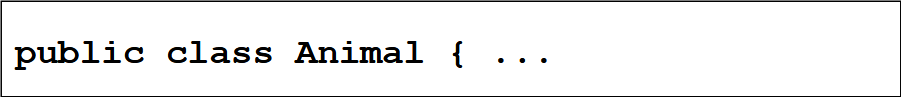 public class Animal { ...